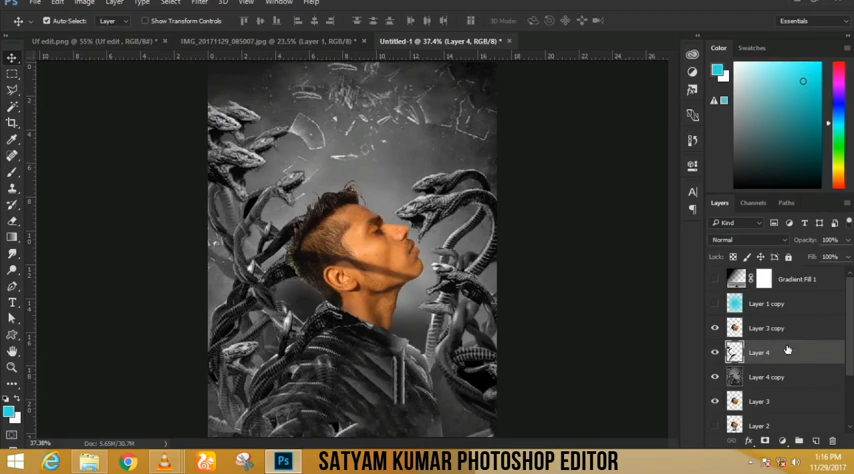 Ps File Edit Image Layer Type Select Filter 3D View Window Help
Auto-Select: Layer Show Transform Controls 3D Mode: Essentials
Uf edit.png @ 55% (Uf edit , RGB/8#) * × IMG_20171129_085007.jpg @ 23.5% (Layer 1, RGB/8*) * × Untitled-1 @ 37.4% (Layer 4, RGB/8) * ×
Color Swatches
Layers Channels Paths
Kind
Normal Opacity: 100%
Lock: Fill: 100%
Gradient Fill 1
Layer 1 copy
Layer 3 copy
Layer 4
Layer 4 copy
Layer 3
Layer 2
37.38% Doc: 5.65M/30.7M
SATYAM KUMAR PHOTOSHOP EDITOR
1:16 PM
11/29/2017